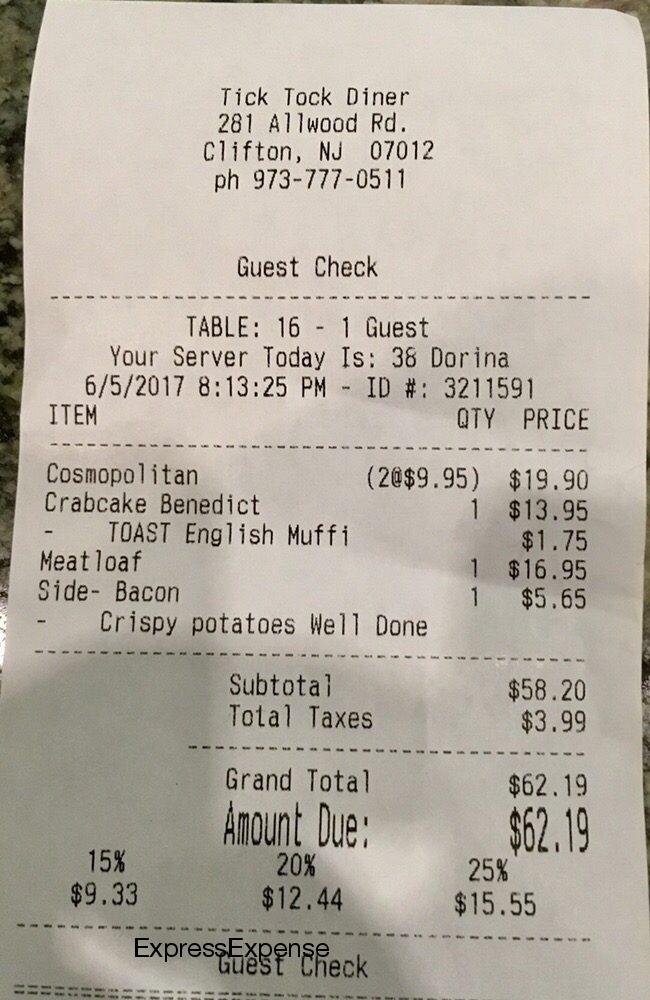 Tick Tock Diner
281 Allwood Rd.
Clifton, NJ 07012
ph 973-777-0511
Guest Check
TABLE: 16 - 1 Guest
Your Server Today Is: 38 Dorina
6/5/2017 8:13:25 PM - ID #: 3211591
ITEM QTY PRICE
Cosmopolitan (2@$9.95) $19.90
Crabcake Benedict 1 $13.95
- TOAST English Muffi $1.75
Meatloaf 1 $16.95
Side- Bacon 1 $5.65
- Crispy potatoes Well Done
Subtotal $58.20
Total Taxes $3.99
Grand Total $62.19
Amount Due: $62.19
15% 20% 25%
$9.33 $12.44 $15.55
ExpressExpense
Guest Check